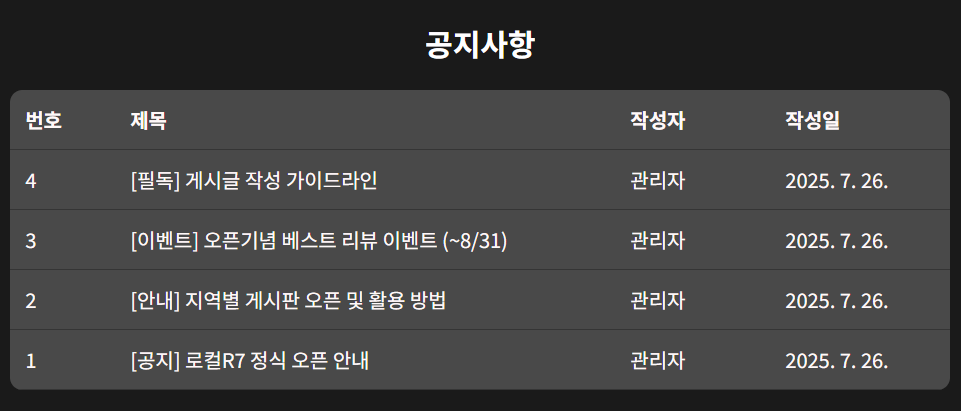 공지사항
번호 제목 작성자 작성일
4 [필독] 게시글 작성 가이드라인 관리자 2025. 7. 26.
3 [이벤트] 오픈기념 베스트 리뷰 이벤트 (~8/31) 관리자 2025. 7. 26.
2 [안내] 지역별 게시판 오픈 및 활용 방법 관리자 2025. 7. 26.
1 [공지] 로컬R7 정식 오픈 안내 관리자 2025. 7. 26.